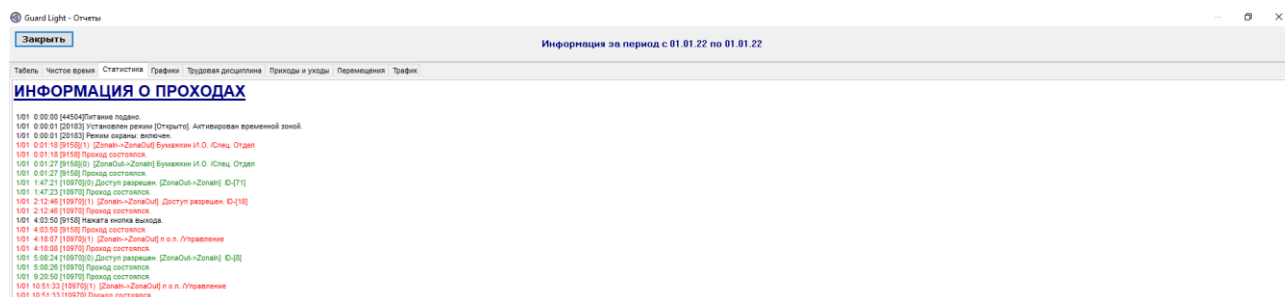 Guard Light - Отчеты
Закрыть
Информация за период с 01.01.22 по 01.01.22
Табель Чистое время Статистика Графики Трудовая дисциплина Приходы и уходы Перемещения Трафик
ИНФОРМАЦИЯ О ПРОХОДАХ
1/01 0:00:00 [44504]Питание подано.
1/01 0:00:01 [20183] Установлен режим [Открыто]. Активирован временной зоной.
1/01 0:00:01 [20183] Режим охраны: включен.
1/01 0:01:18 [9158](1) [ZonaIn->ZonaOut] Бумажкин И.О. /Спец. Отдел
1/01 0:01:18 [9158] Проход состоялся.
1/01 0:01:27 [9158](0) [ZonaOut->ZonaIn] Бумажкин И.О. /Спец. Отдел
1/01 0:01:27 [9158] Проход состоялся.
1/01 1:47:21 [10970](0) Доступ разрешен. [ZonaOut->ZonaIn] ID-[71]
1/01 1:47:23 [10970] Проход состоялся.
1/01 2:12:46 [10970](1) [ZonaIn->ZonaOut] Доступ разрешен. ID-[18]
1/01 2:12:46 [10970] Проход состоялся.
1/01 4:03:50 [9158] Нажата кнопка выхода.
1/01 4:03:50 [9158] Проход состоялся.
1/01 4:18:07 [10970](1) [ZonaIn->ZonaOut] п о.п. /Управление
1/01 4:18:08 [10970] Проход состоялся.
1/01 5:08:24 [10970](0) Доступ разрешен. [ZonaOut->ZonaIn] ID-[8]
1/01 5:08:26 [10970] Проход состоялся.
1/01 9:20:50 [10970] Проход состоялся.
1/01 10:51:33 [10970](1) [ZonaIn->ZonaOut] п о.п. /Управление
1/01 10:51:33 [10970] Проход состоялся.